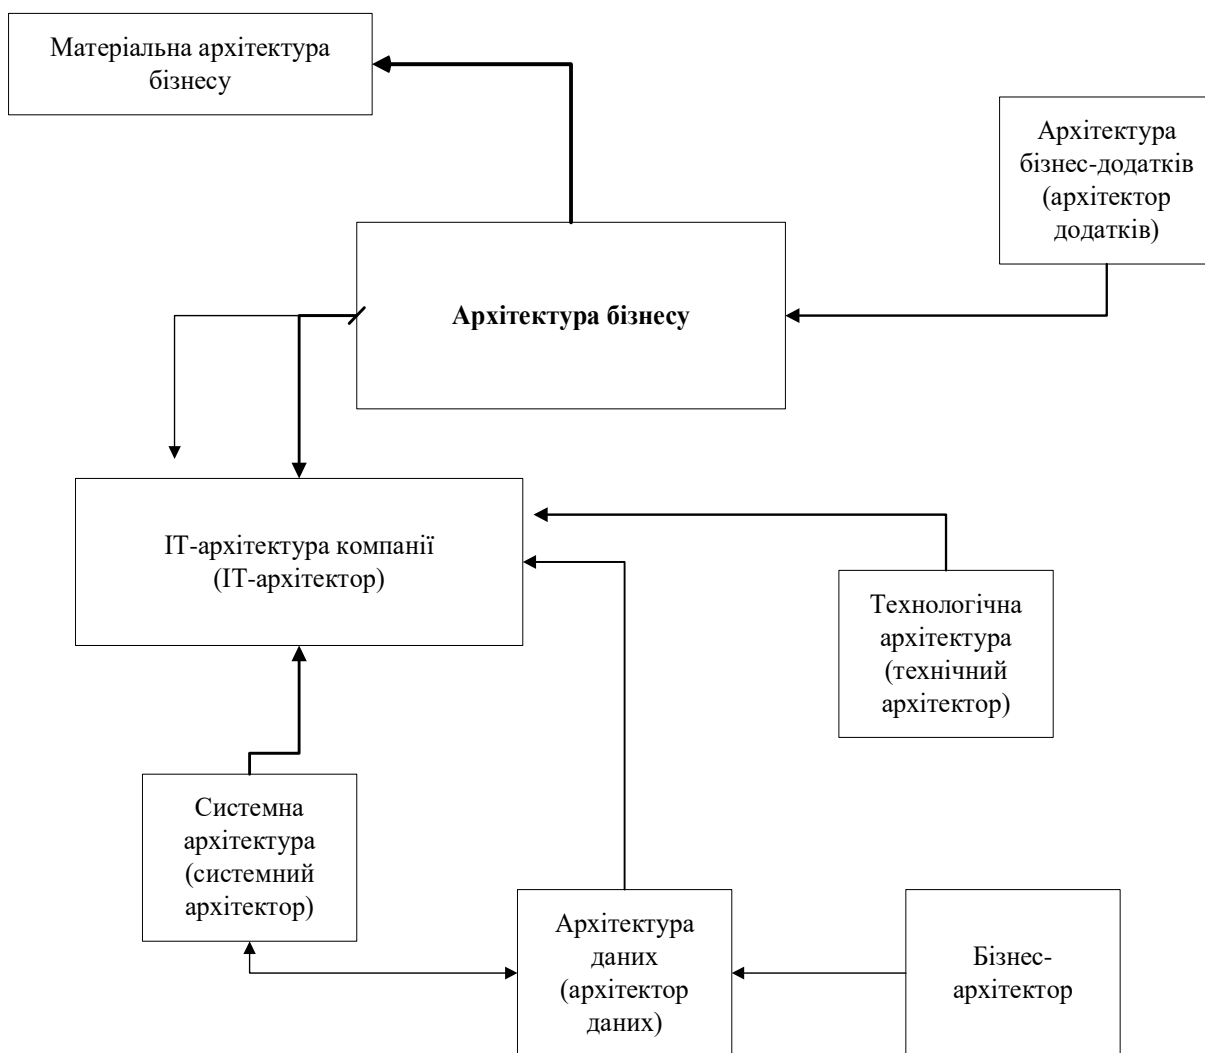 Матеріальна архітектура
бізнесу
Архітектура
бізнес-додатків
(архітектор
додатків)
Архітектура бізнесу
ІТ-архітектура компанії
(ІТ-архітектор)
Технологічна
архітектура
(технічний
архітектор)
Системна
архітектура
(системний
архітектор)
Архітектура
даних
(архітектор
даних)
Бізнес-
архітектор